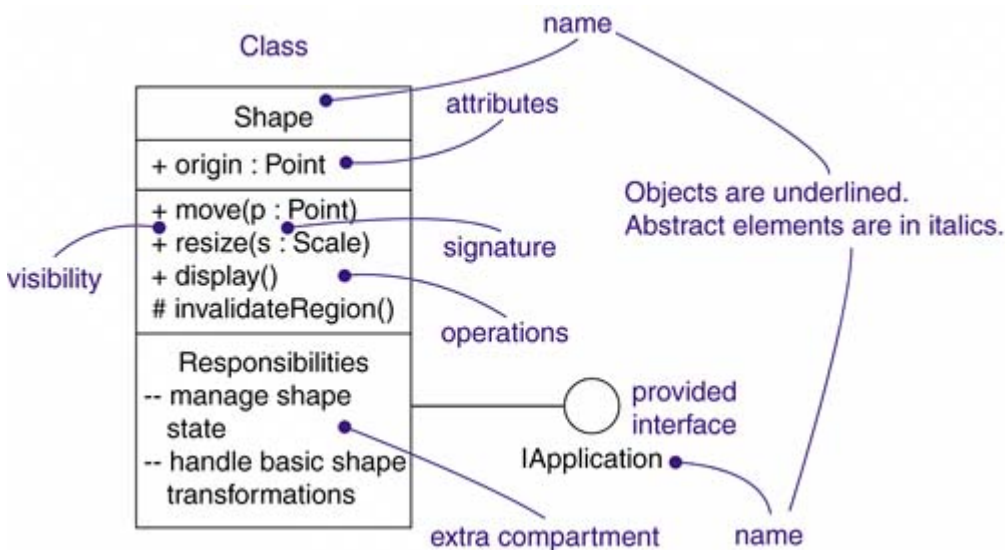 name
Class
attributes
Shape
+ origin : Point
Objects are underlined.
Abstract elements are in italics.
+ move(p : Point)
+ resize(s : Scale)
+ display()
# invalidateRegion()
signature
visibility
operations
Responsibilities
-- manage shape
state
-- handle basic shape
transformations
provided
interface
IApplication
extra compartment
name